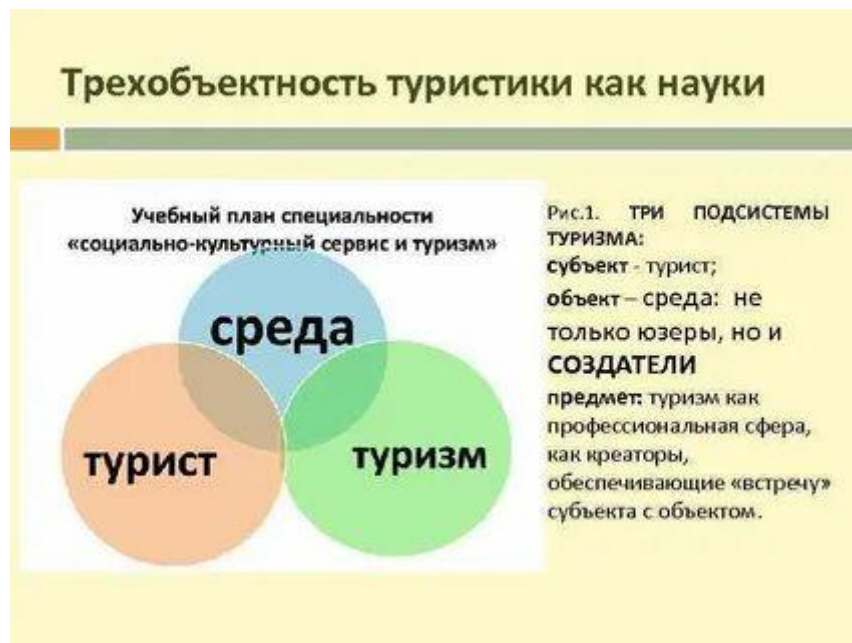 Трехобъектность туристики как науки
Учебный план специальности
«социально-культурный сервис и туризм»
среда
турист
туризм
Рис.1. ТРИ ПОДСИСТЕМЫ
ТУРИЗМА:
субъект - турист;
объект – среда: не
только юзеры, но и
СОЗДАТЕЛИ
предмет: туризм как
профессиональная сфера,
как креаторы,
обеспечивающие «встречу»
субъекта с объектом.